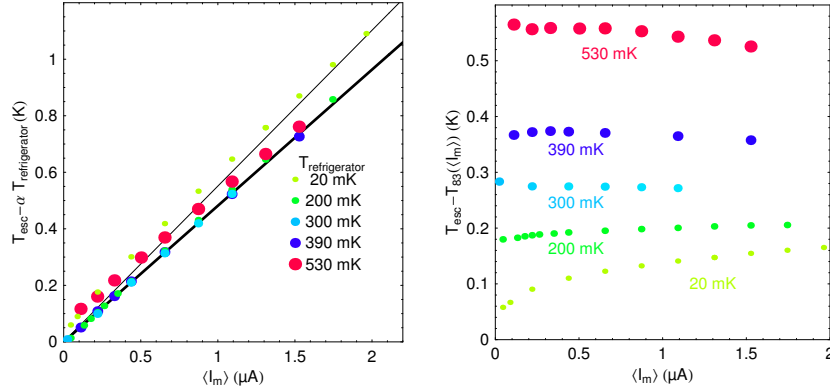 T_esc-α T_refrigerator (K)
1
0.8
0.6
0.4
0.2
0
0 0.5 1 1.5 2
⟨I_m⟩ (μA)
T_refrigerator
20 mK
200 mK
300 mK
390 mK
530 mK
T_esc-T_83(⟨I_m⟩) (K)
0.5
0.4
0.3
0.2
0.1
0
530 mK
390 mK
300 mK
200 mK
20 mK
0 0.5 1 1.5 2
⟨I_m⟩ (μA)